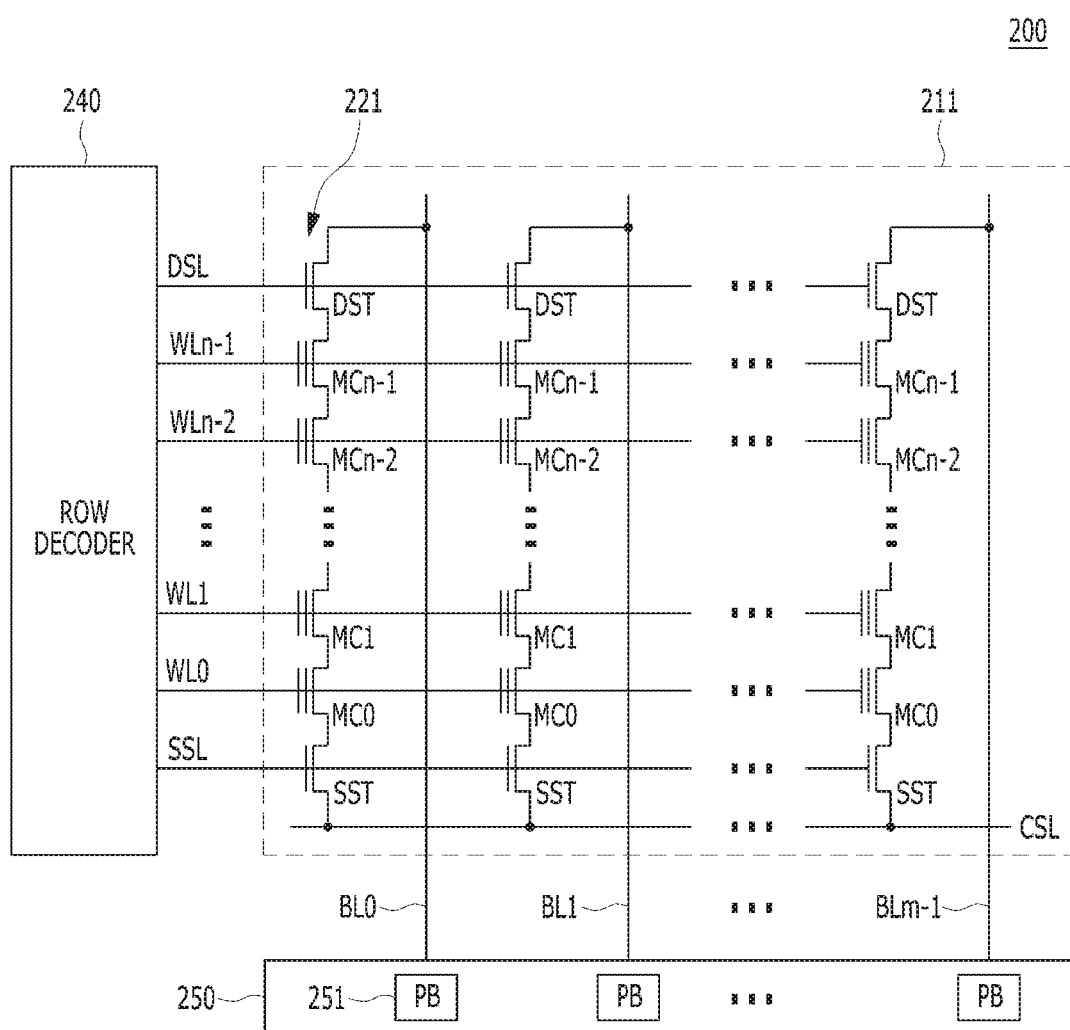 200
240 221 211
DSL
DST DST DST
WLn-1
MCn-1 MCn-1 MCn-1
WLn-2
MCn-2 MCn-2 MCn-2
ROW
DECODER
WL1
MC1 MC1 MC1
WL0
MC0 MC0 MC0
SSL
SST SST SST
CSL
BL0 BL1 BLm-1
250 251 PB PB PB